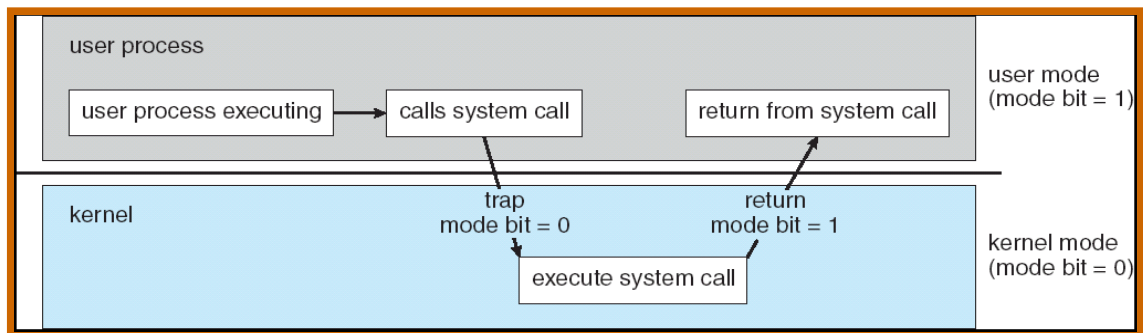 user process
user process executing
calls system call
return from system call
user mode
(mode bit = 1)
trap
mode bit = 0
return
mode bit = 1
kernel
execute system call
kernel mode
(mode bit = 0)